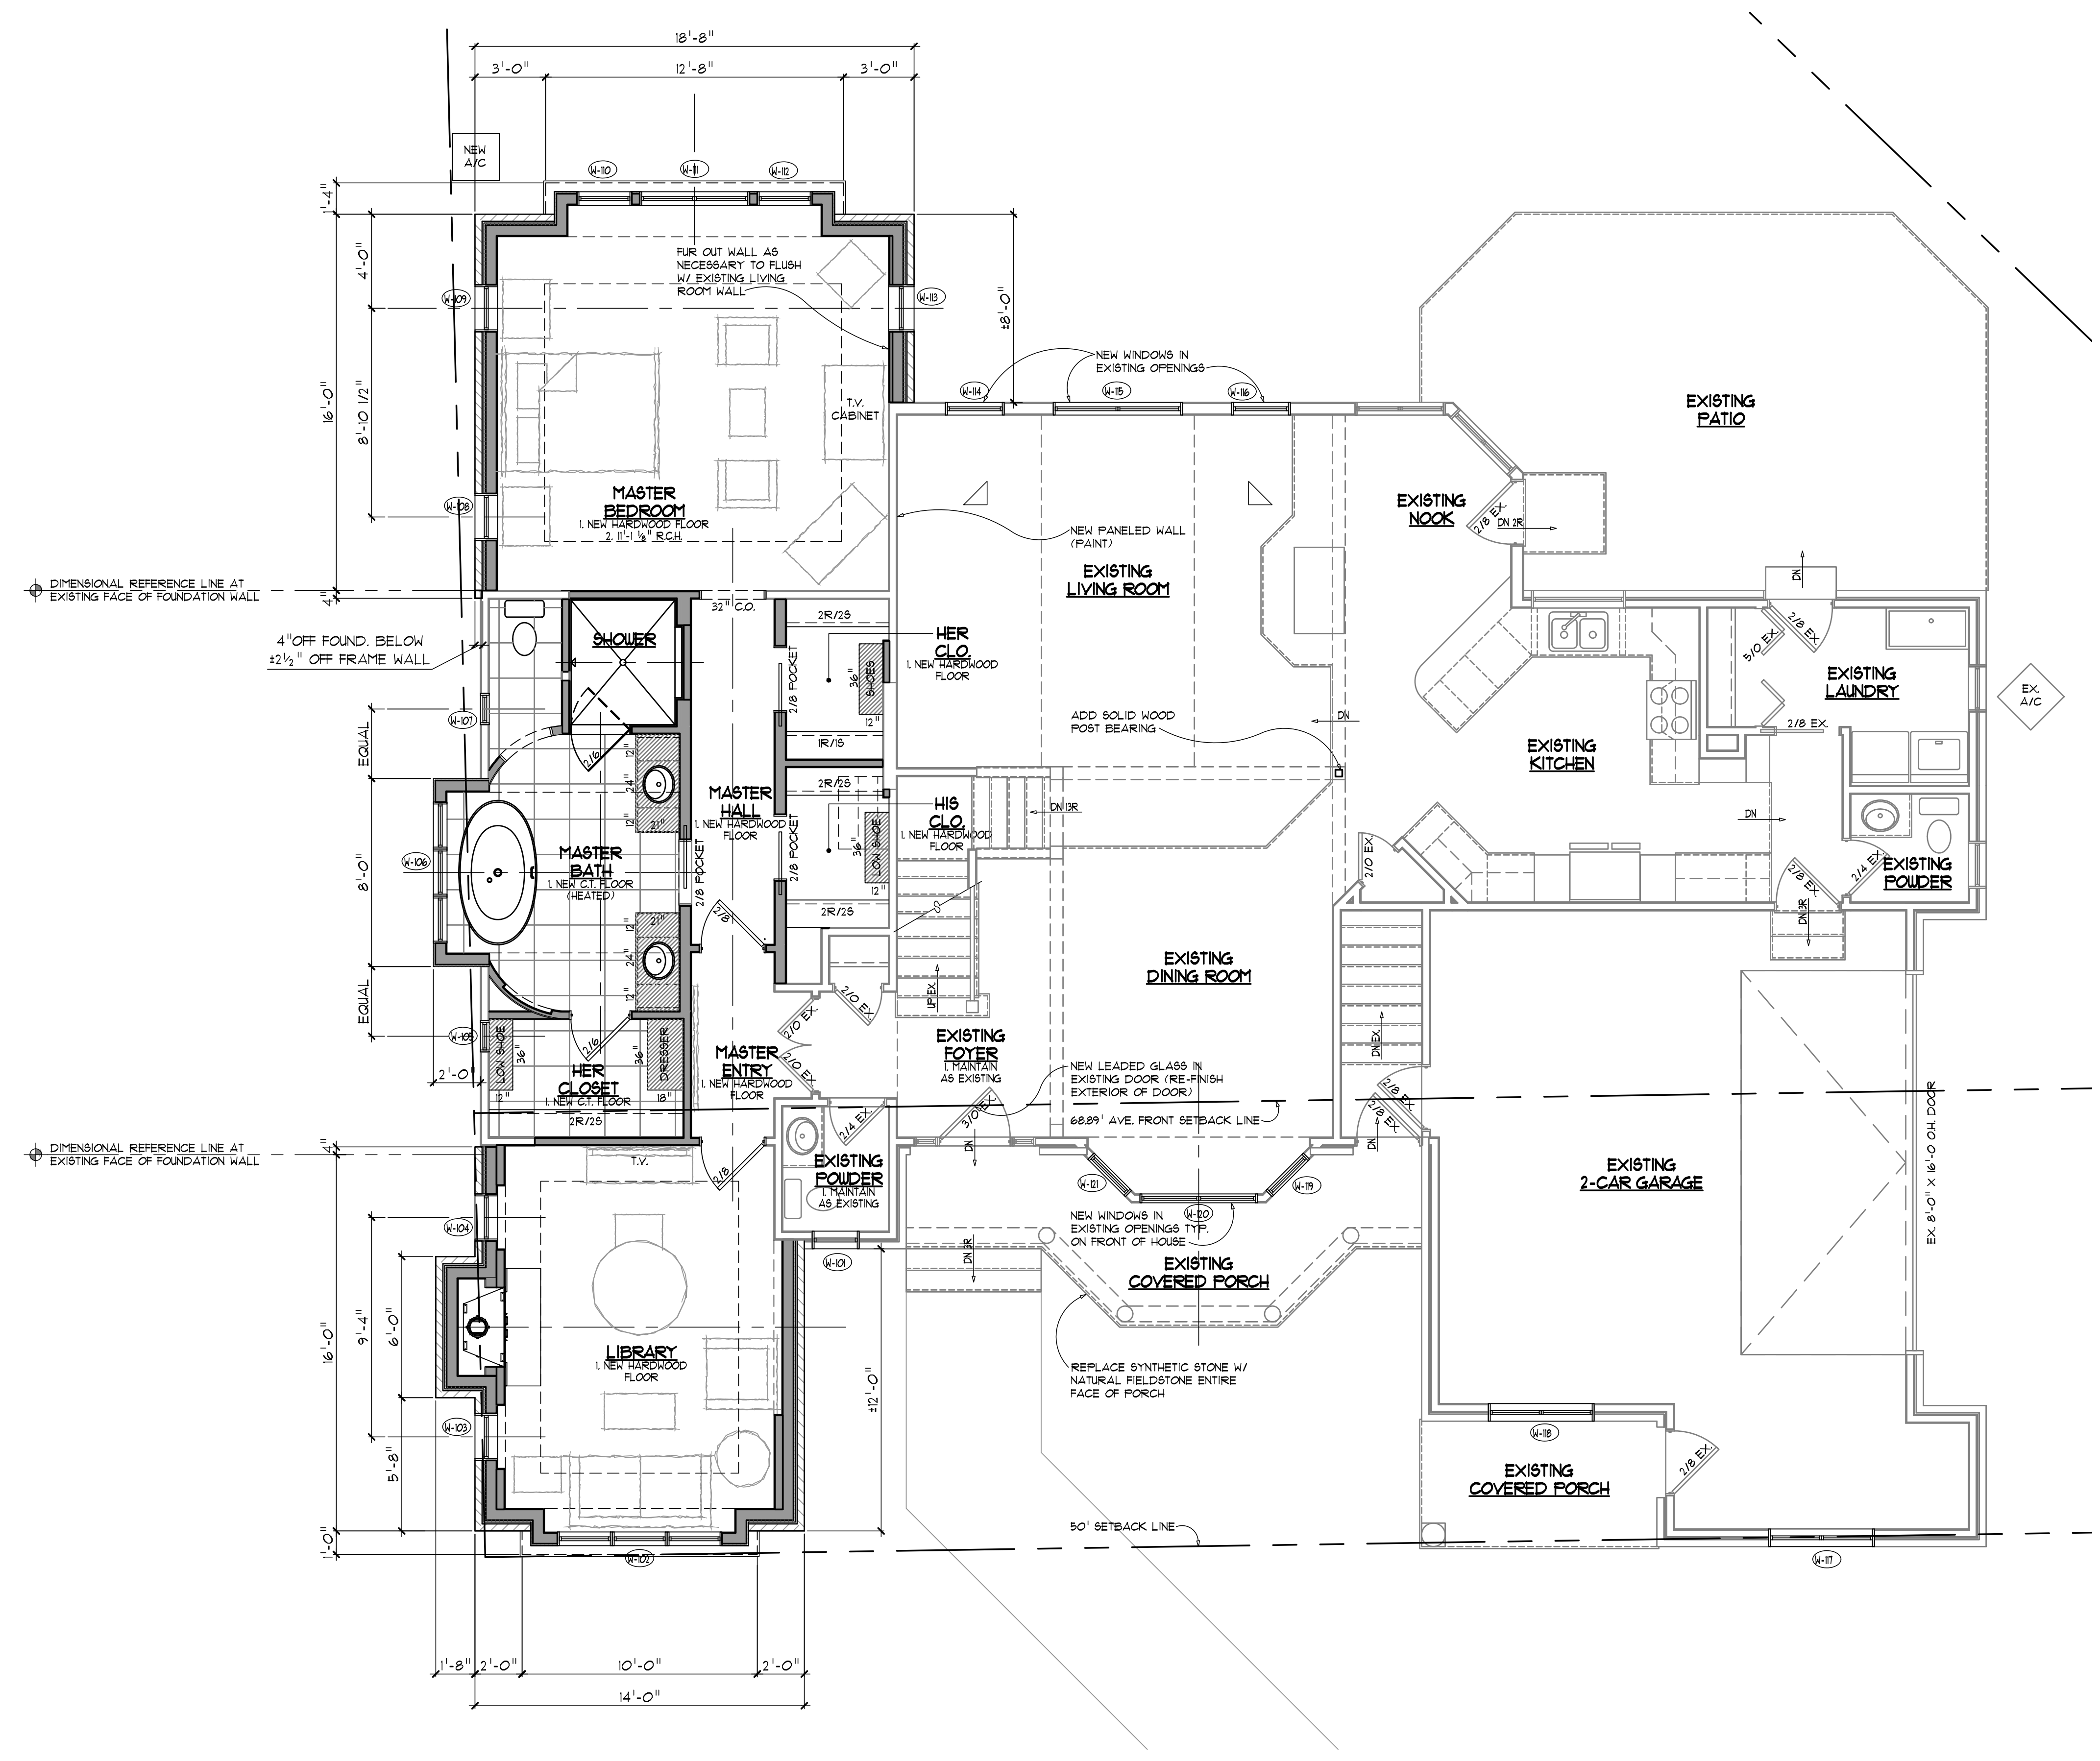 18'-8"
3'-0"
12'-8"
3'-0"
NEW
A/C
W-110
W-111
W-112
1'-4"
4'-0"
FUR OUT WALL AS
NECESSARY TO FLUSH
W/ EXISTING LIVING
ROOM WALL
W-109
W-113
±8'-0"
16'-0"
8'-10 1/2"
NEW WINDOWS IN
EXISTING OPENINGS
W-114
W-115
W-116
T.V.
CABINET
EXISTING
PATIO
MASTER
BEDROOM
1. NEW HARDWOOD FLOOR
2. 11'-1 1/8" R.C.H.
W-108
EXISTING
NOOK
2/8 EX.
DN 2R
NEW PANELED WALL
(PAINT)
EXISTING
LIVING ROOM
DN
DIMENSIONAL REFERENCE LINE AT
EXISTING FACE OF FOUNDATION WALL
4"
32" C.O.
2R/2S
4"OFF FOUND. BELOW
±2½" OFF FRAME WALL
SHOWER
HER
CLO.
1. NEW HARDWOOD
FLOOR
2/8 POCKET
36"
SHOES
12"
1R/1S
5/0 EX.
2/8 EX.
EXISTING
LAUNDRY
EX.
A/C
W-107
EQUAL
ADD SOLID WOOD
POST BEARING
DN
2/8 EX.
EXISTING
KITCHEN
2/6
12"
24"
12"
21"
MASTER
HALL
1. NEW HARDWOOD
FLOOR
2R/2S
HIS
CLO.
1. NEW HARDWOOD
FLOOR
DN 13R
2/8 POCKET
36"
LOW SHOE
12"
2R/2S
DN
W-106
8'-0"
MASTER
BATH
1. NEW C.T. FLOOR
(HEATED)
2/8 POCKET
2/0 EX.
2/8 EX.
2/4 EX.
EXISTING
POWDER
DN 3R
21"
12"
24"
12"
2/8
EXISTING
DINING ROOM
UP EX.
2/0 EX.
EQUAL
W-105
2'-0"
LOW SHOE
36"
12"
2/6
36"
DRESSER
18"
HER
CLOSET
1. NEW C.T. FLOOR
2R/2S
MASTER
ENTRY
1. NEW HARDWOOD
FLOOR
2/0 EX.
2/0 EX.
EXISTING
FOYER
1. MAINTAIN
AS EXISTING
NEW LEADED GLASS IN
EXISTING DOOR (RE-FINISH
EXTERIOR OF DOOR)
68.89' AVE. FRONT SETBACK LINE
DN EX.
2/8 EX.
2/8 EX.
DN
3/0 EX.
DN
2/4 EX.
DIMENSIONAL REFERENCE LINE AT
EXISTING FACE OF FOUNDATION WALL
4"
T.V.
2/8
EXISTING
POWDER
1. MAINTAIN
AS EXISTING
W-121
W-119
W-120
EXISTING
2-CAR GARAGE
EX. 8'-0" X 16'-0 O.H. DOOR
NEW WINDOWS IN
EXISTING OPENINGS TYP.
ON FRONT OF HOUSE
EXISTING
COVERED PORCH
W-104
W-101
DN 3R
16'-0"
9'-4"
6'-0"
5'-8"
LIBRARY
1. NEW HARDWOOD
FLOOR
±12'-0"
REPLACE SYNTHETIC STONE W/
NATURAL FIELDSTONE ENTIRE
FACE OF PORCH
W-103
W-118
2/8 EX.
EXISTING
COVERED PORCH
50' SETBACK LINE
1'-0"
W-102
W-117
1'-8"
2'-0"
10'-0"
2'-0"
14'-0"